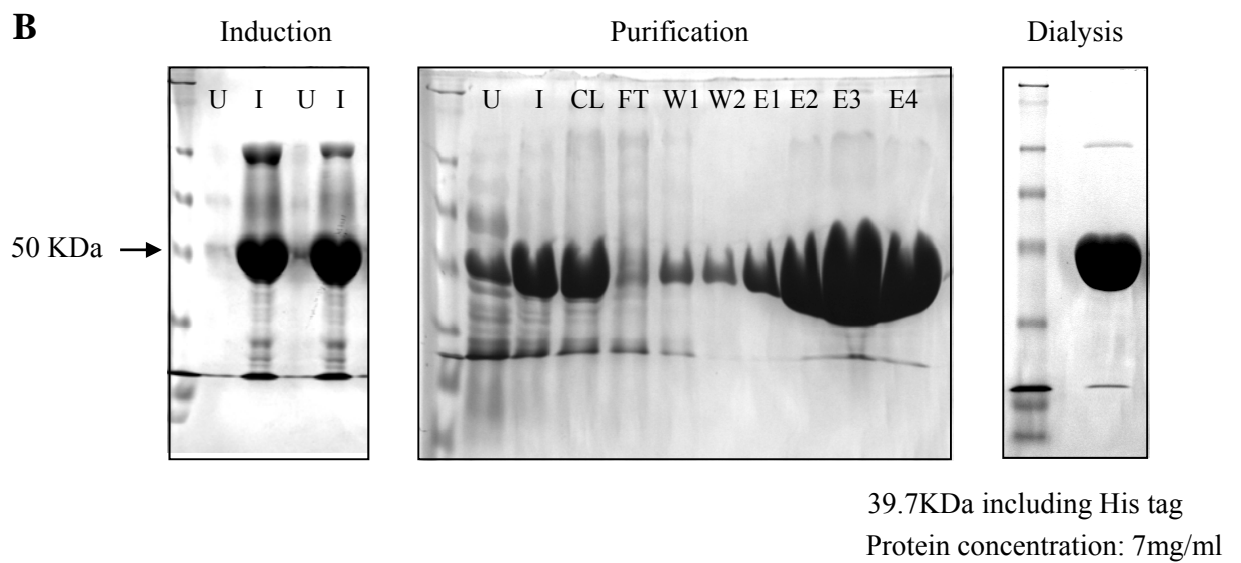 B
Induction
Purification
Dialysis
U I U I
U I CL FT W1 W2 E1 E2 E3 E4
50 KDa
39.7KDa including His tag
Protein concentration: 7mg/ml